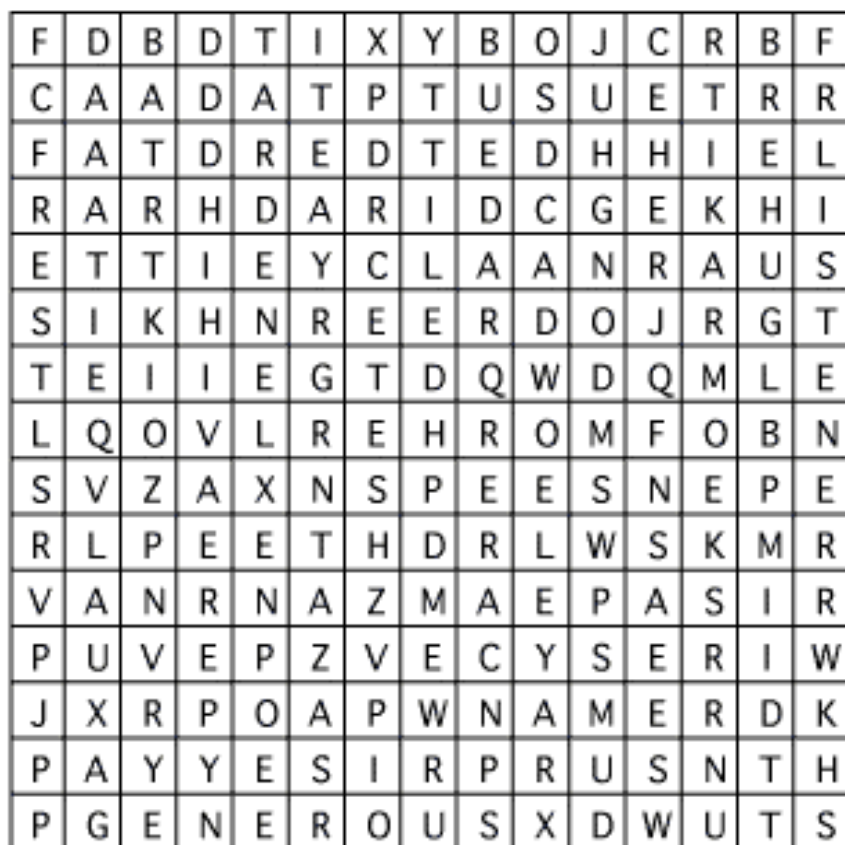 F D B D T I X Y B O J C R B F
C A A D A T P T U S U E T R R
F A T D R E D T E D H H I E L
R A R H D A R I D C G E K H I
E T T I E Y C L A A N R A U S
S I K H N R E E R D O J R G T
T E I I E G T D Q W D Q M L E
L Q O V L R E H R O M F O B N
S V Z A X N S P E E S N E P E
R L P E E T H D R L W S K M R
V A N R N A Z M A E P A S I R
P U V E P Z V E C Y S E R I W
J X R P O A P W N A M E R D K
P A Y Y E S I R P R U S N T H
P G E N E R O U S X D W U T S